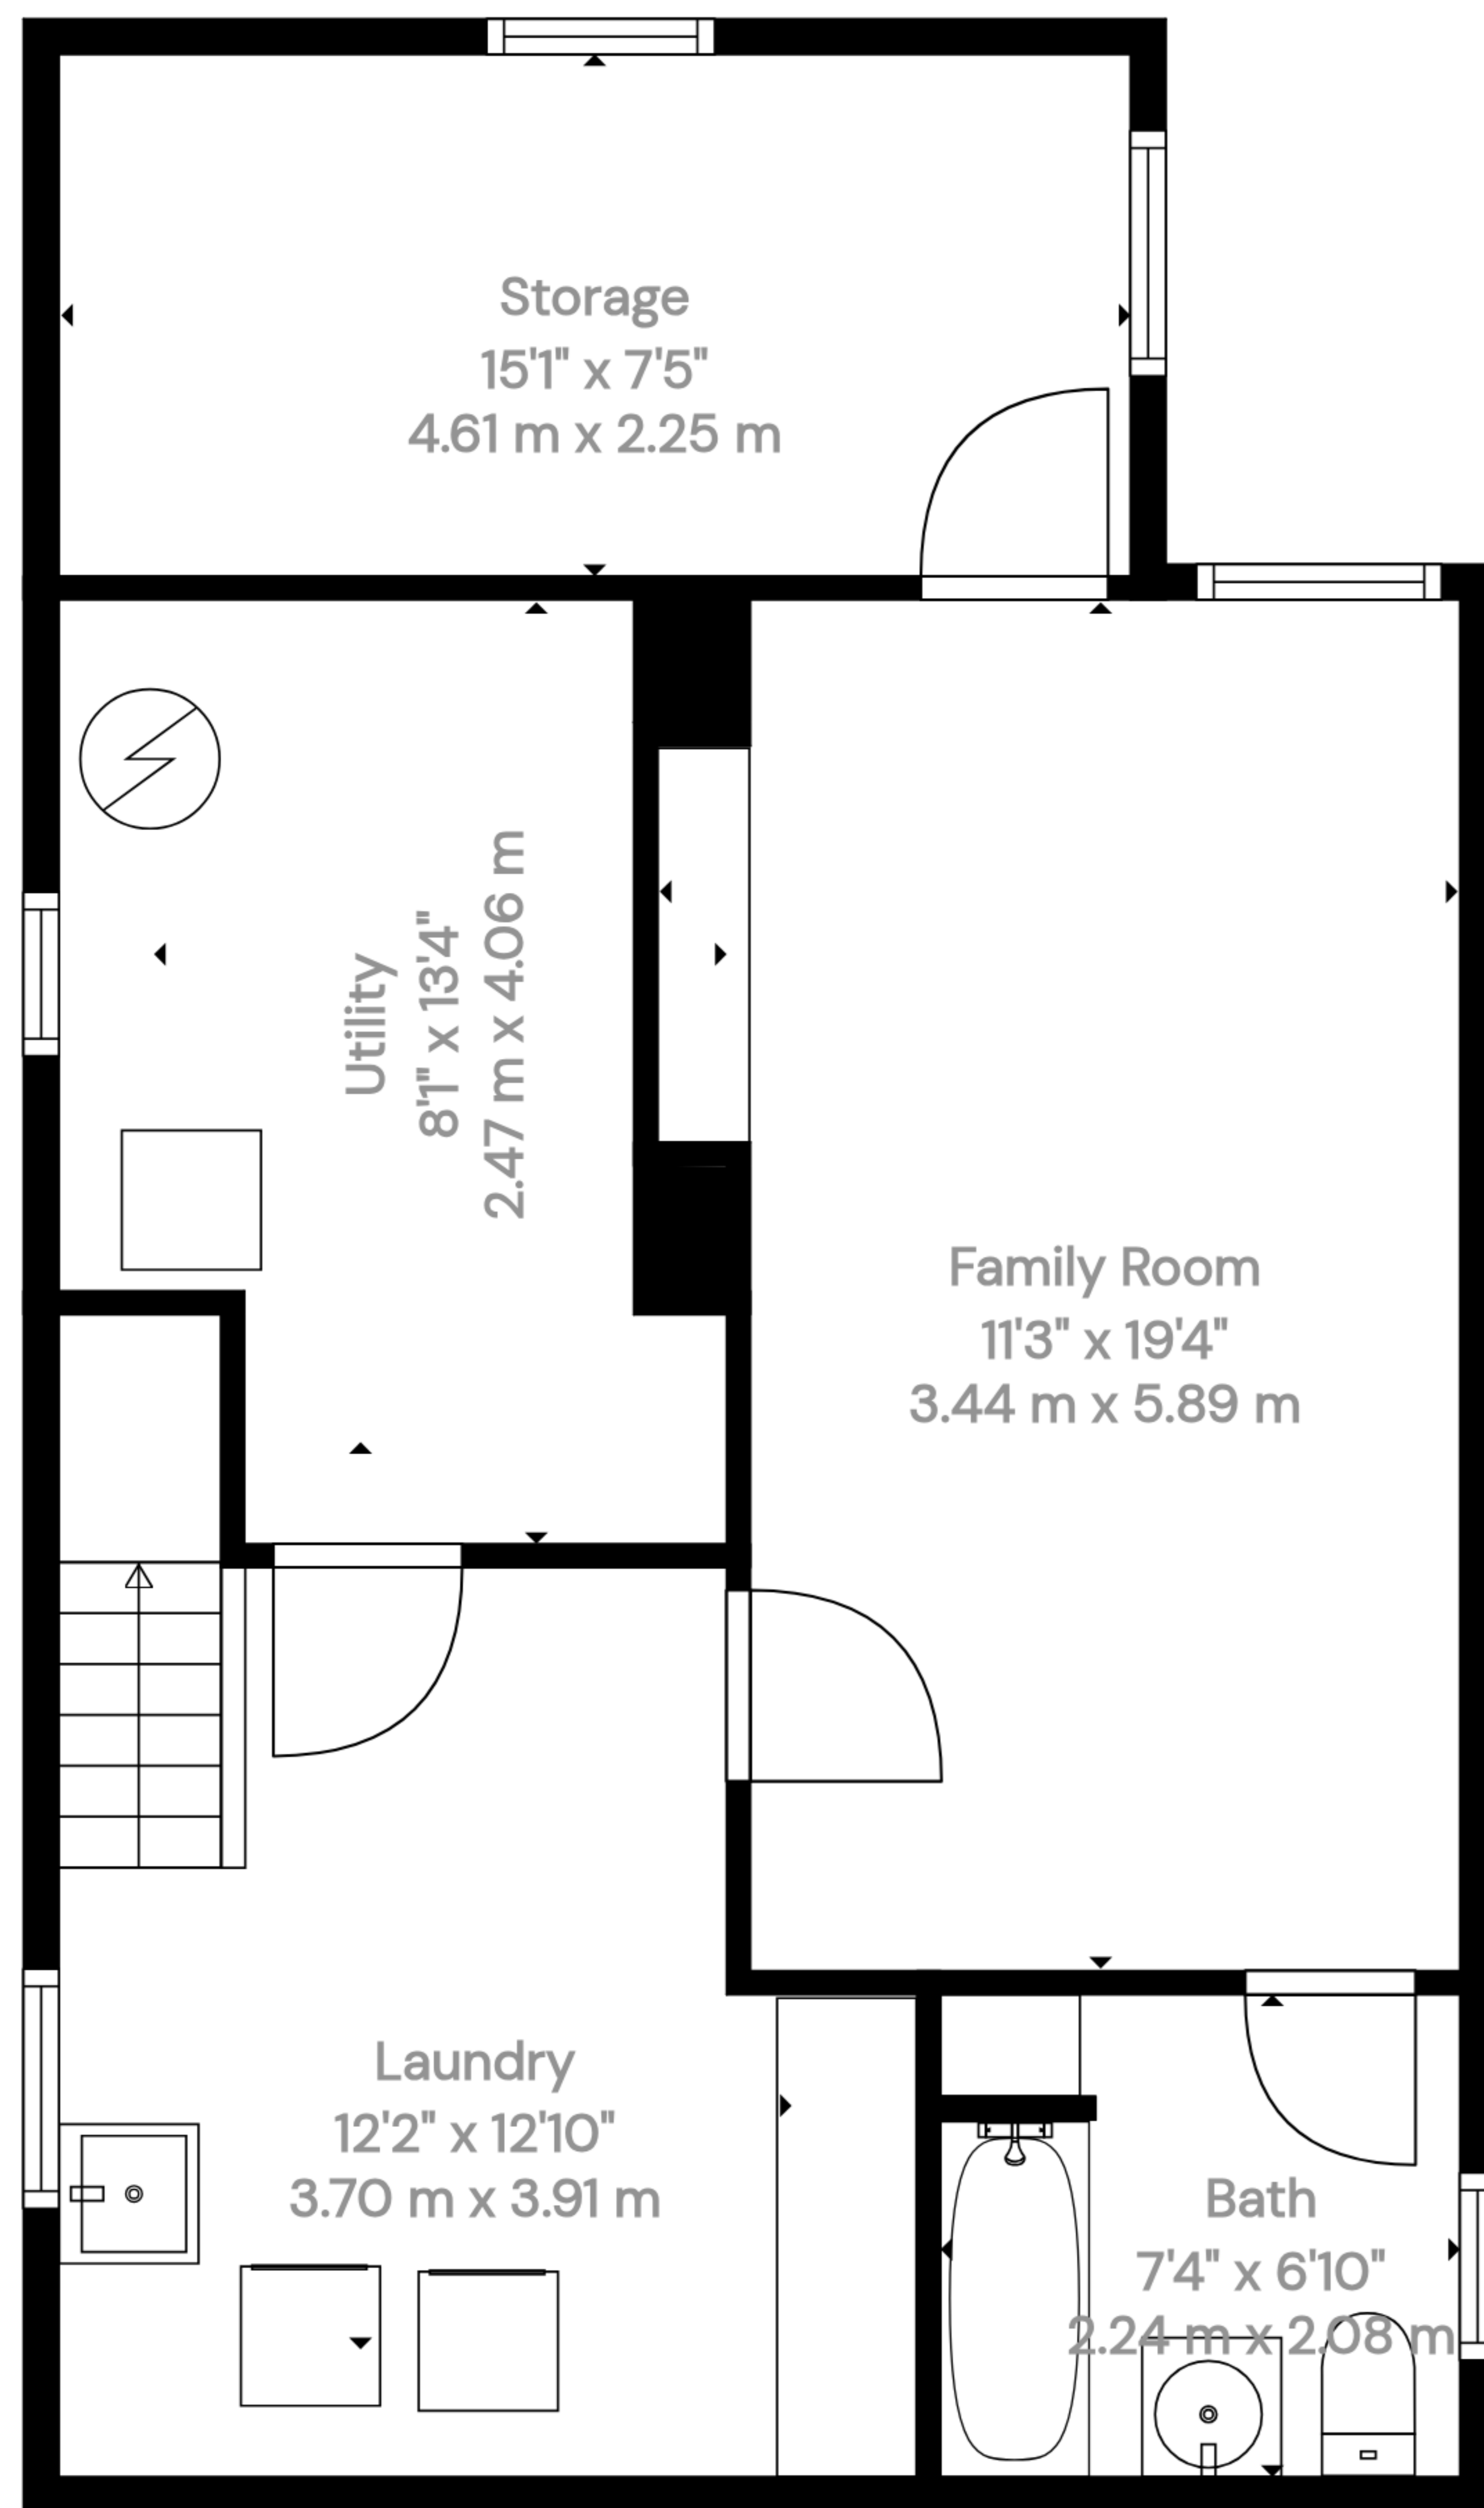 Storage
15'1" x 7'5"
4.61 m x 2.25 m
Utility
8'1" x 13'4"
2.47 m x 4.06 m
Family Room
11'3" x 19'4"
3.44 m x 5.89 m
Laundry
12'2" x 12'10"
3.70 m x 3.91 m
Bath
7'4" x 6'10"
2.24 m x 2.08 m